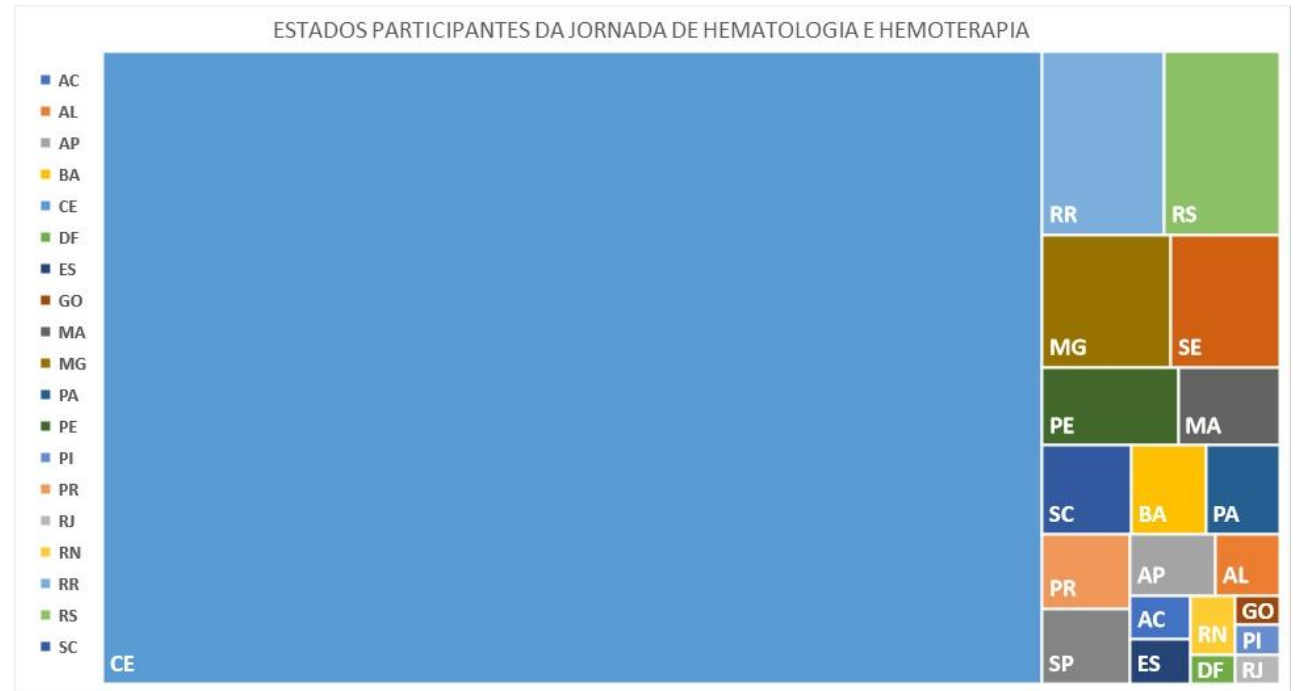 ESTADOS PARTICIPANTES DA JORNADA DE HEMATOLOGIA E HEMOTERAPIA
AC
AL
AP
BA
CE
DF
ES
GO
MA
MG
PA
PE
PI
PR
RJ
RN
RR
RS
SC
CE
RR
RS
MG
SE
PE
MA
SC
BA
PA
PR
AP
AL
SP
AC
RN
GO
PI
ES
DF
RJ